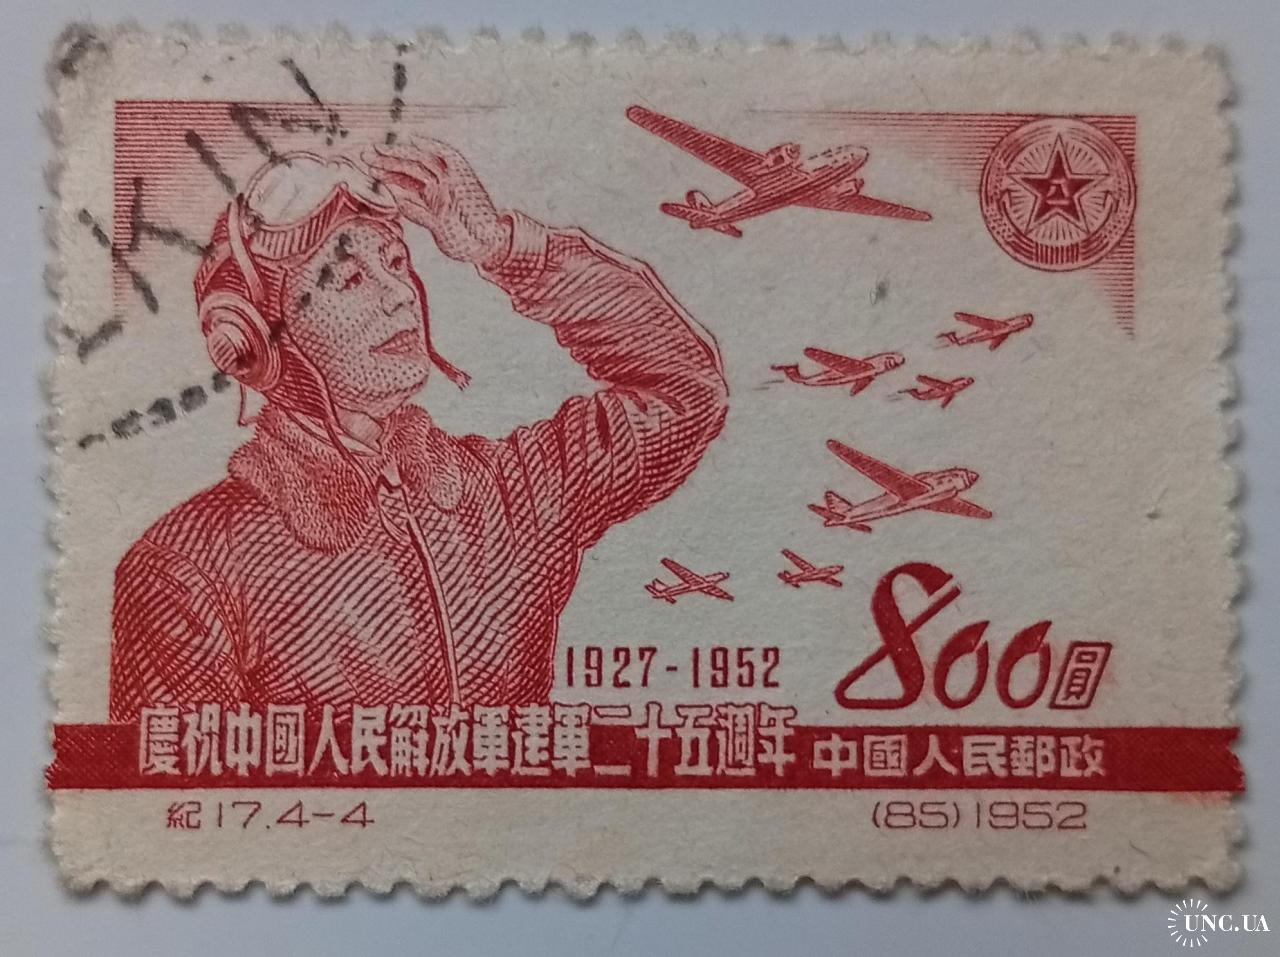 KIN
1927-1952
800圓
慶祝中國人民解放軍建軍二十五週年 中國人民郵政
紀17.4-4 (85)1952
UNC.UA